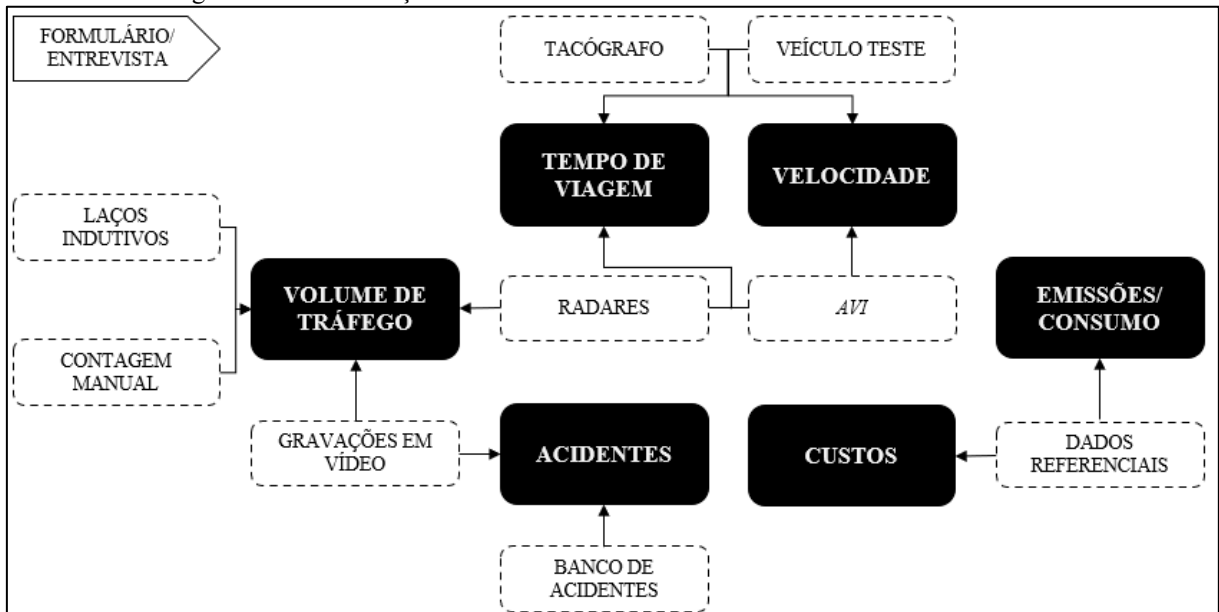 FORMULÁRIO/
ENTREVISTA
TACÓGRAFO
VEÍCULO TESTE
TEMPO DE
VIAGEM
VELOCIDADE
LAÇOS
INDUTIVOS
VOLUME DE
TRÁFEGO
RADARES
AVI
EMISSÕES/
CONSUMO
CONTAGEM
MANUAL
GRAVAÇÕES EM
VÍDEO
ACIDENTES
CUSTOS
DADOS
REFERENCIAIS
BANCO DE
ACIDENTES